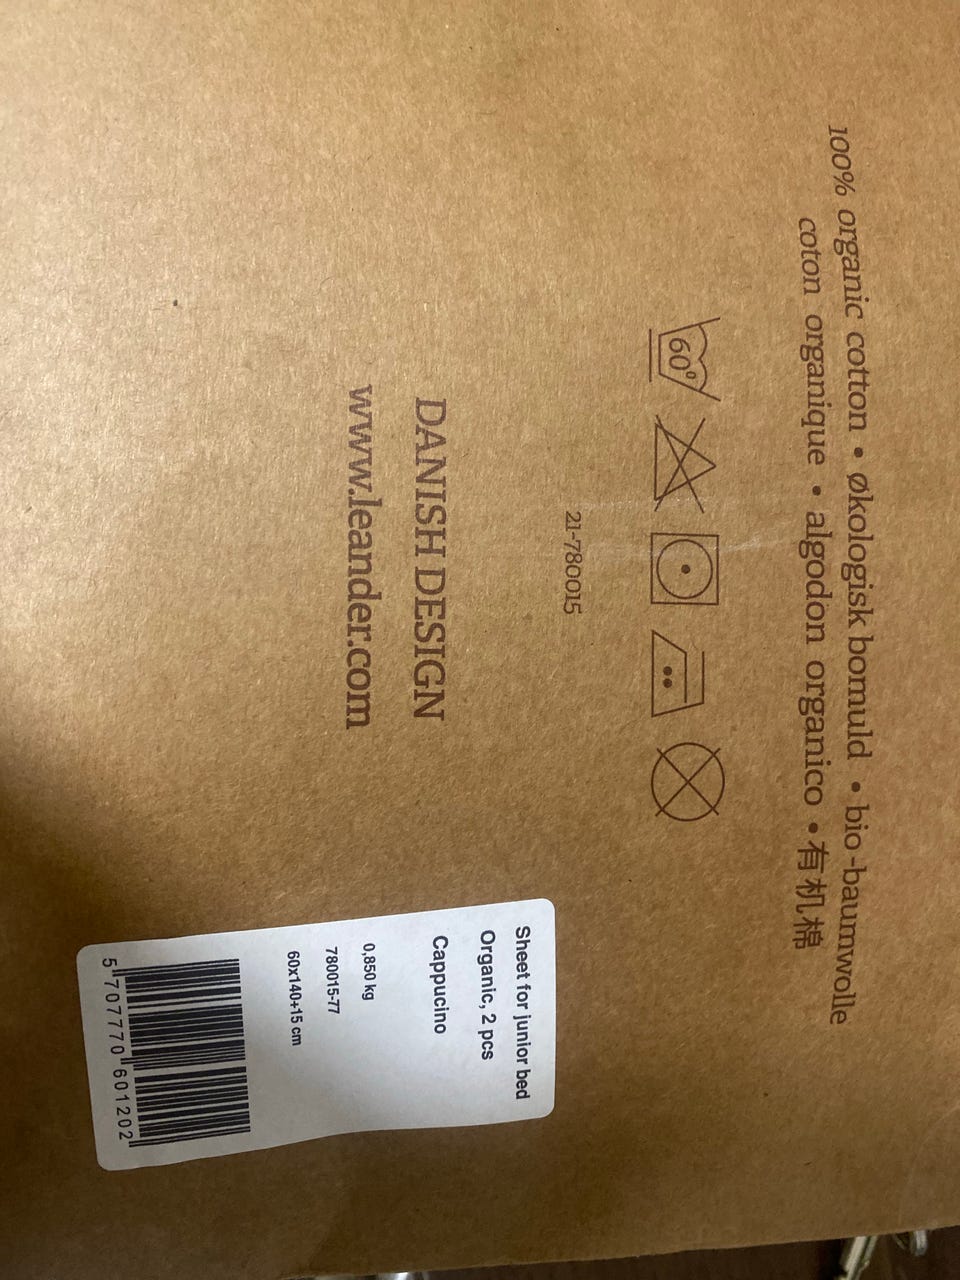 100% organic cotton • økologisk bomuld • bio-baumwolle
coton organique • algodon organico • 有机棉
60°
21-780015
DANISH DESIGN
www.leander.com
Sheet for junior bed
Organic, 2 pcs
Cappucino
0,850 kg
780015-77
60x140+15 cm
5 707770 601202